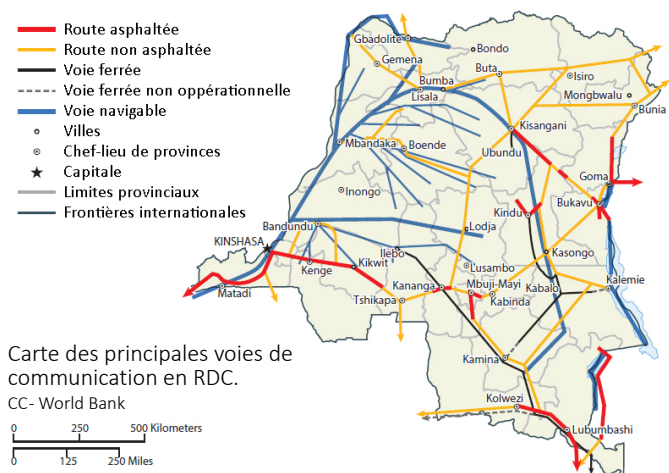 Route asphaltée
Route non asphaltée
Voie ferrée
Voie ferrée non oppérationnelle
Voie navigable
Villes
Chef-lieu de provinces
Capitale
Limites provinciaux
Frontières internationales
Gbadolite
Bondo
Gemena
Buta
Isiro
Bumba
Lisala
Mongbwalu
Bunia
Kisangani
Mbandaka
Boende
Ubundu
Goma
Inongo
Bukavu
Kindu
Bandundu
Lodja
KINSHASA
Ilebo
Kasongo
Kenge
Kikwit
Lusambo
Matadi
Kananga
Mbuji-Mayi
Kabalo
Kalemie
Tshikapa
Kabinda
Kamina
Kolwezi
Lubumbashi
Carte des principales voies de
communication en RDC.
CC- World Bank
0 250 500 Kilometers
0 125 250 Miles